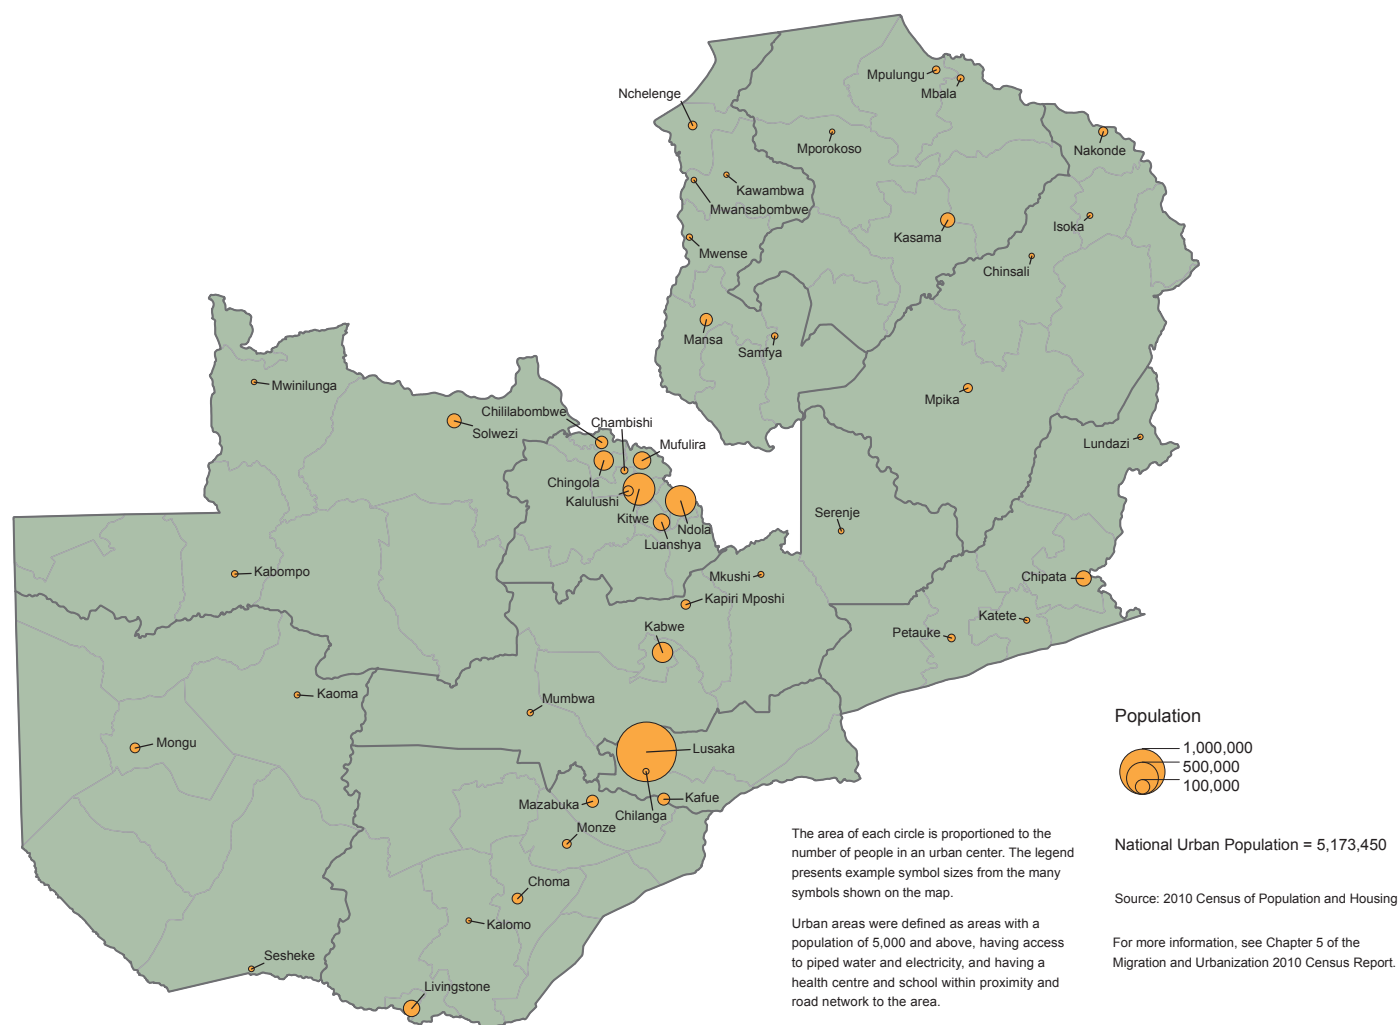 Mpulungu
Mbala
Nchelenge
Mporokoso
Nakonde
Kawambwa
Mwansabombwe
Isoka
Kasama
Mwense
Chinsali
Mansa
Samfya
Mwinilunga
Mpika
Chililabombwe
Chambishi
Solwezi
Mufulira
Lundazi
Chingola
Kalulushi
Kitwe
Ndola
Serenje
Luanshya
Kabompo
Mkushi
Chipata
Kapiri Mposhi
Katete
Kabwe
Petauke
Kaoma
Mumbwa
Mongu
Lusaka
Mazabuka
Kafue
Chilanga
Monze
Choma
Kalomo
Sesheke
Livingstone
Population
1,000,000
500,000
100,000
The area of each circle is proportioned to the
number of people in an urban center. The legend
presents example symbol sizes from the many
symbols shown on the map.
Urban areas were defined as areas with a
population of 5,000 and above, having access
to piped water and electricity, and having a
health centre and school within proximity and
road network to the area.
National Urban Population = 5,173,450
Source: 2010 Census of Population and Housing
For more information, see Chapter 5 of the
Migration and Urbanization 2010 Census Report.